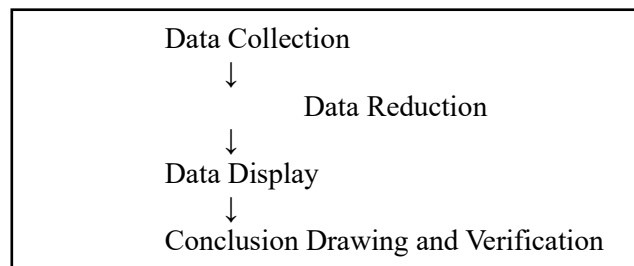 Data Collection
↓
Data Reduction
↓
Data Display
↓
Conclusion Drawing and Verification